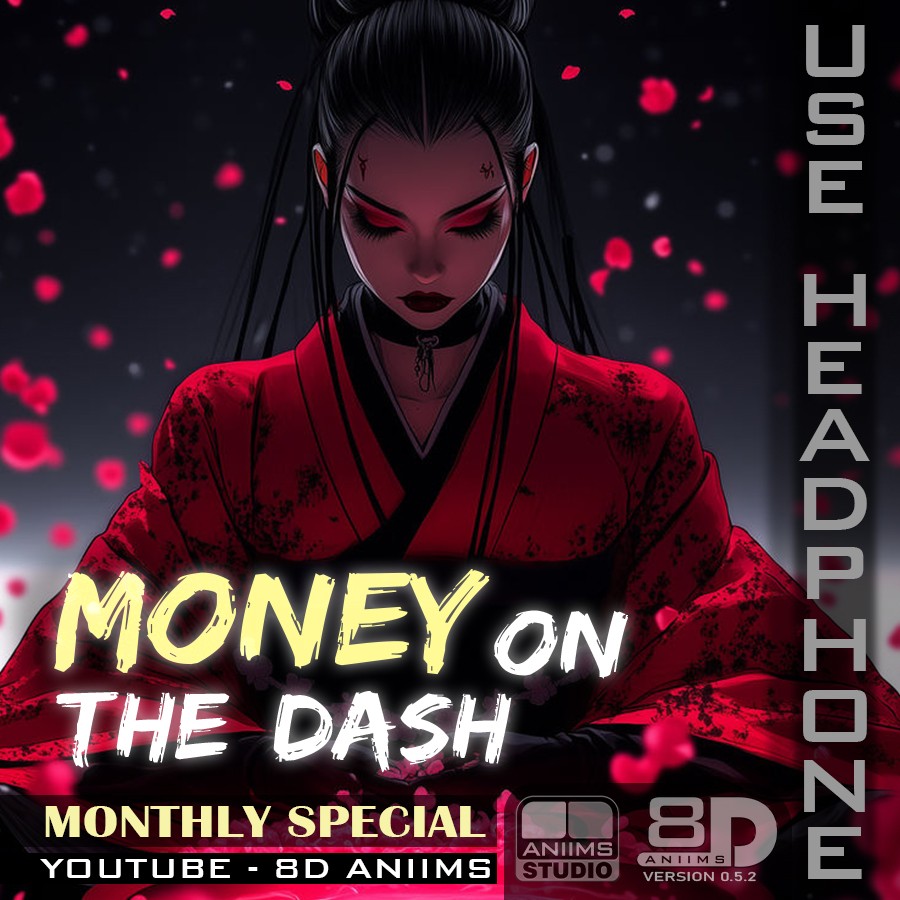 USE HEADPHONE
MONEY ON
THE DASH
MONTHLY SPECIAL
YOUTUBE - 8D ANIIMS
ANIIMS
STUDIO
8D
ANIIMS
VERSION 0.5.2